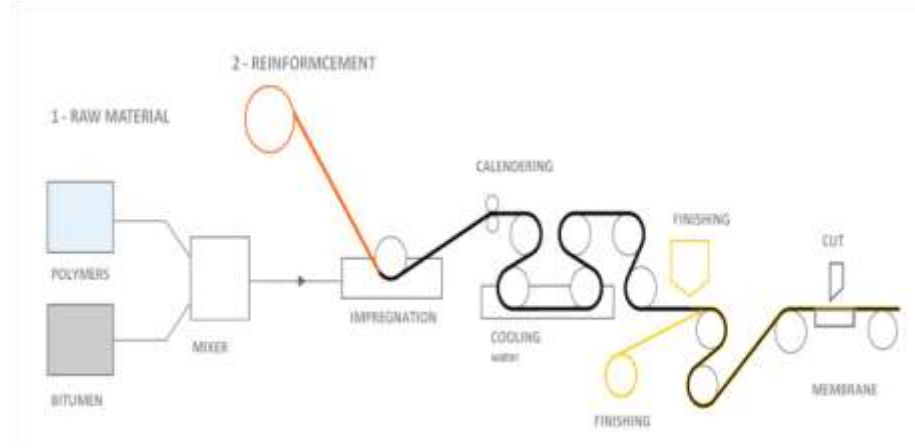 2 - REINFORMCEMENT
1 - RAW MATERIAL
CALENDERING
FINISHING
CUT
POLYMERS
IMPREGNATION
MIXER
COOLING
water
BITUMEN
MEMBRANE
FINISHING